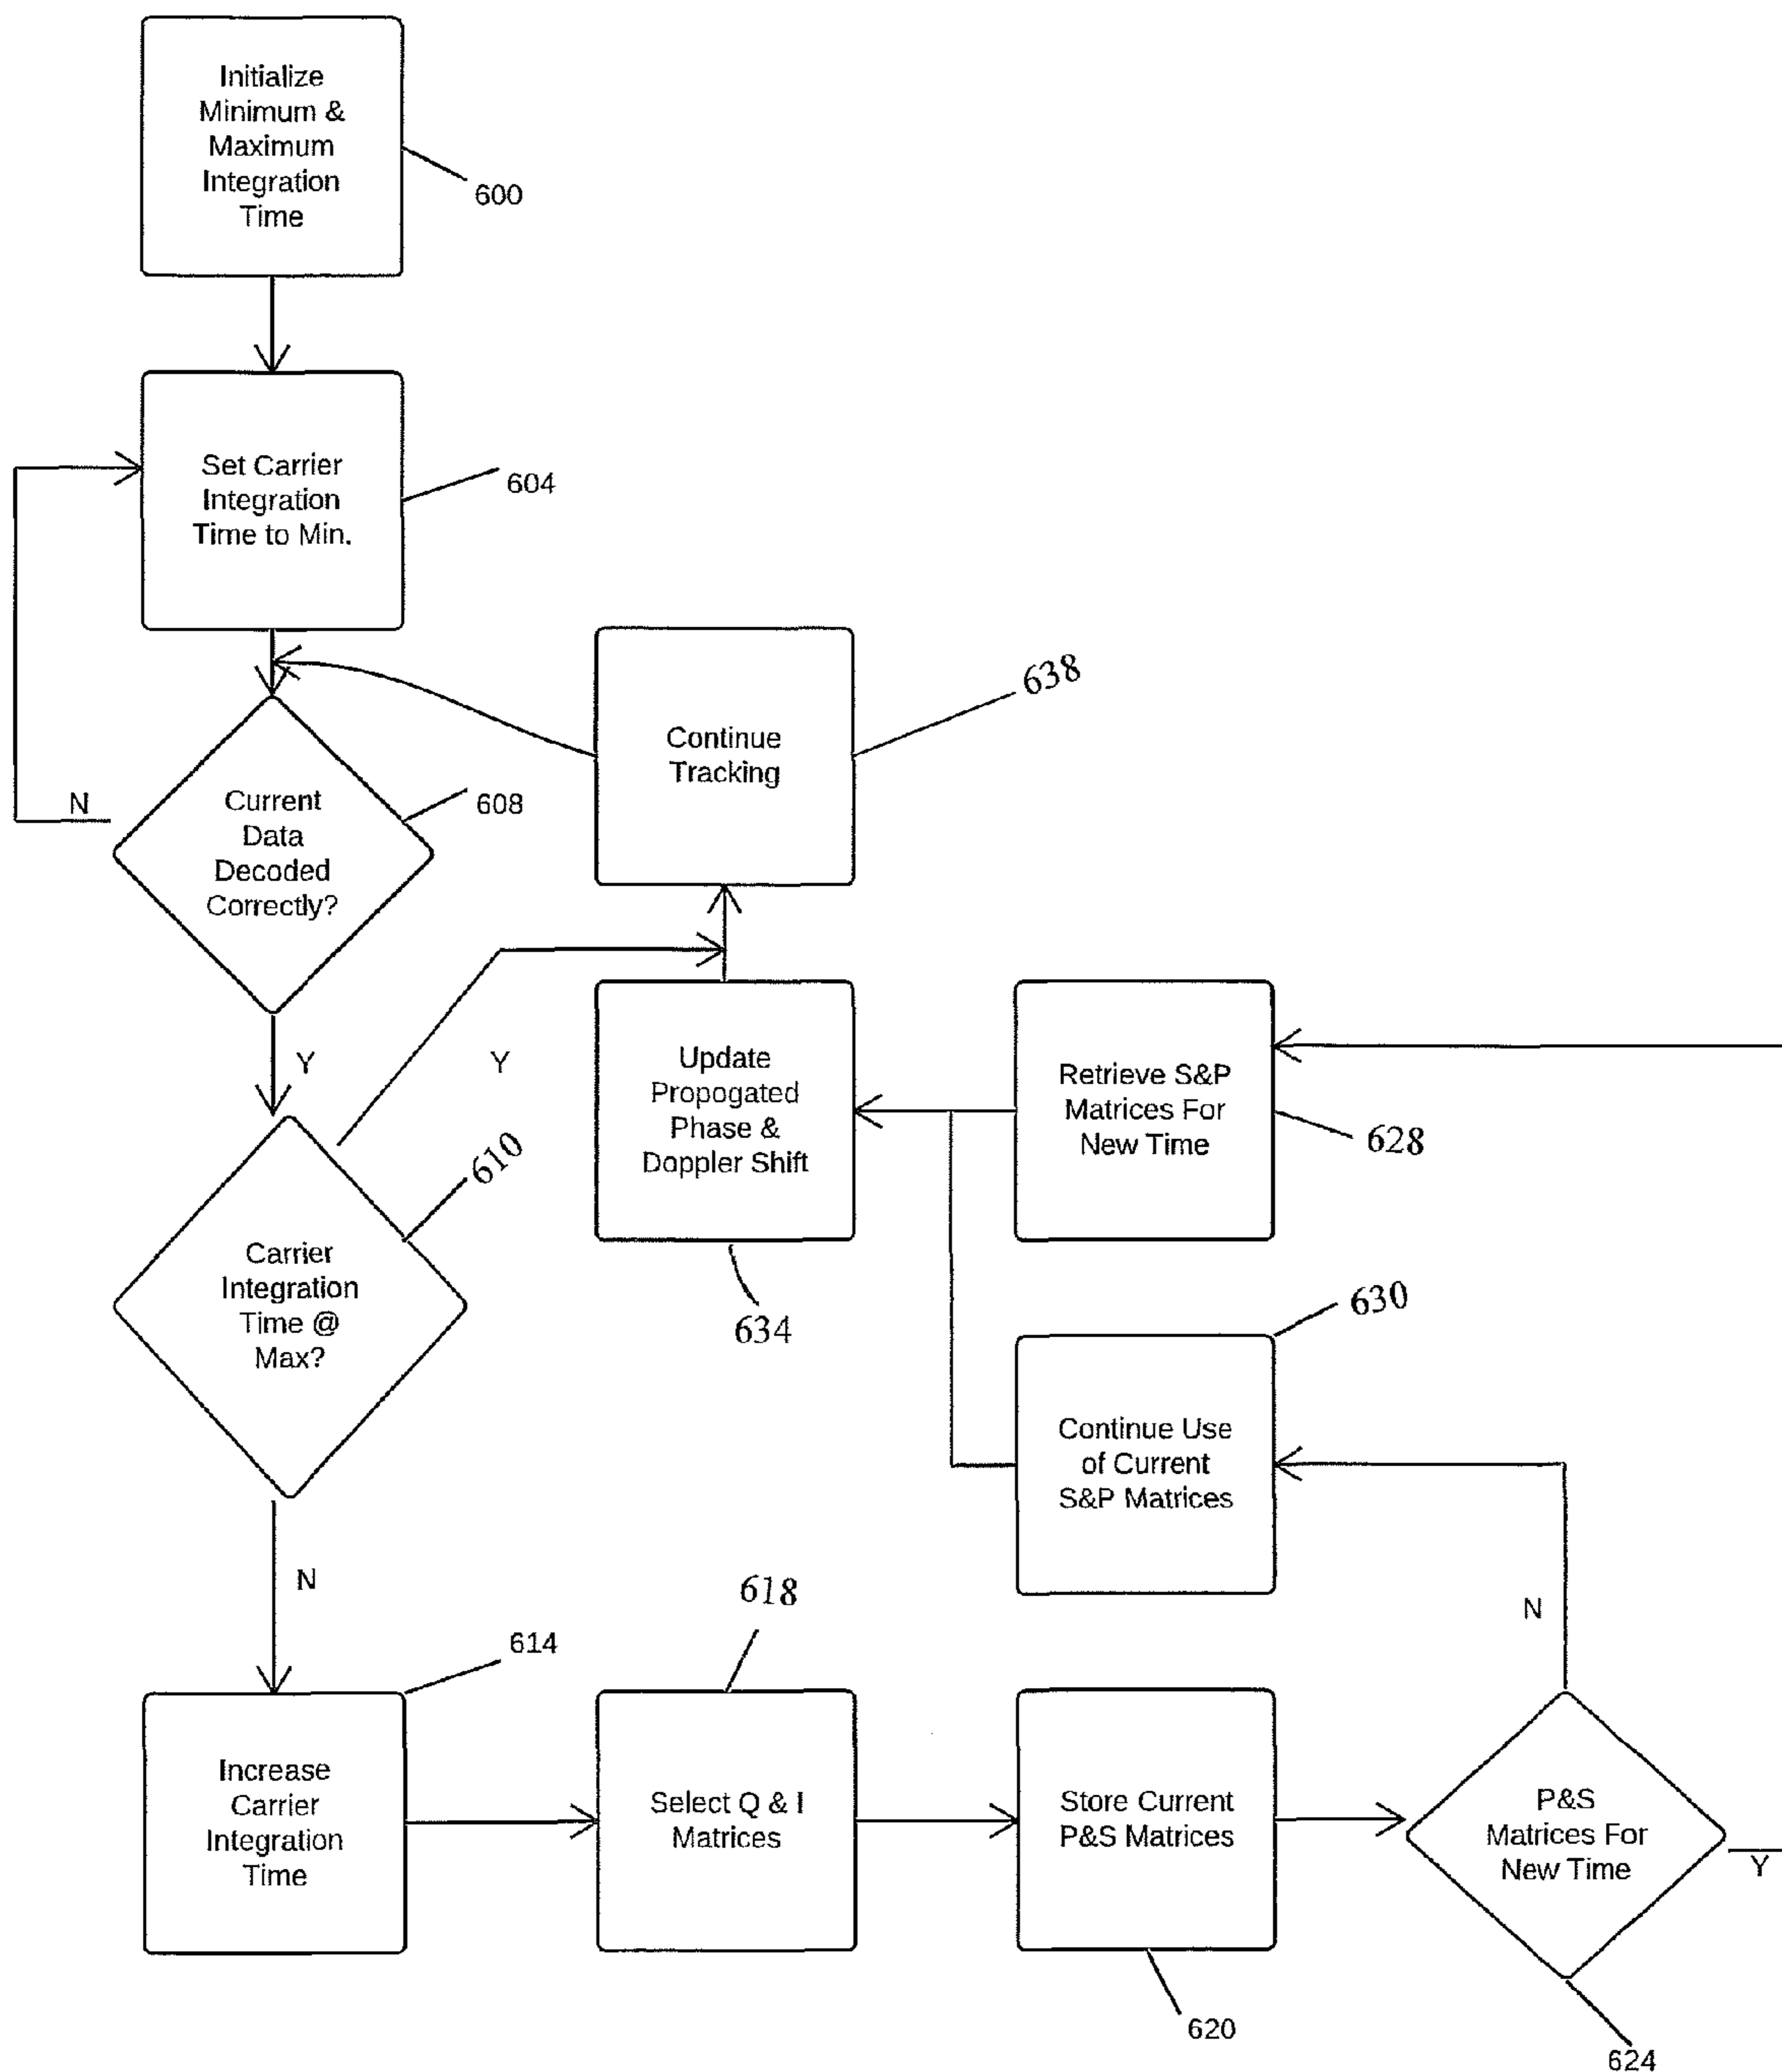 Initialize
Minimum &
Maximum
Integration
Time
600
Set Carrier
Integration
Time to Min.
604
Continue
Tracking
638
Current
Data
Decoded
Correctly?
608
N
Y
Y
Update
Propogated
Phase &
Doppler Shift
634
Retrieve S&P
Matrices For
New Time
628
Carrier
Integration
Time @
Max?
610
Continue Use
of Current
S&P Matrices
630
N
N
Increase
Carrier
Integration
Time
614
Select Q & I
Matrices
618
Store Current
P&S Matrices
620
P&S
Matrices For
New Time
Y
624